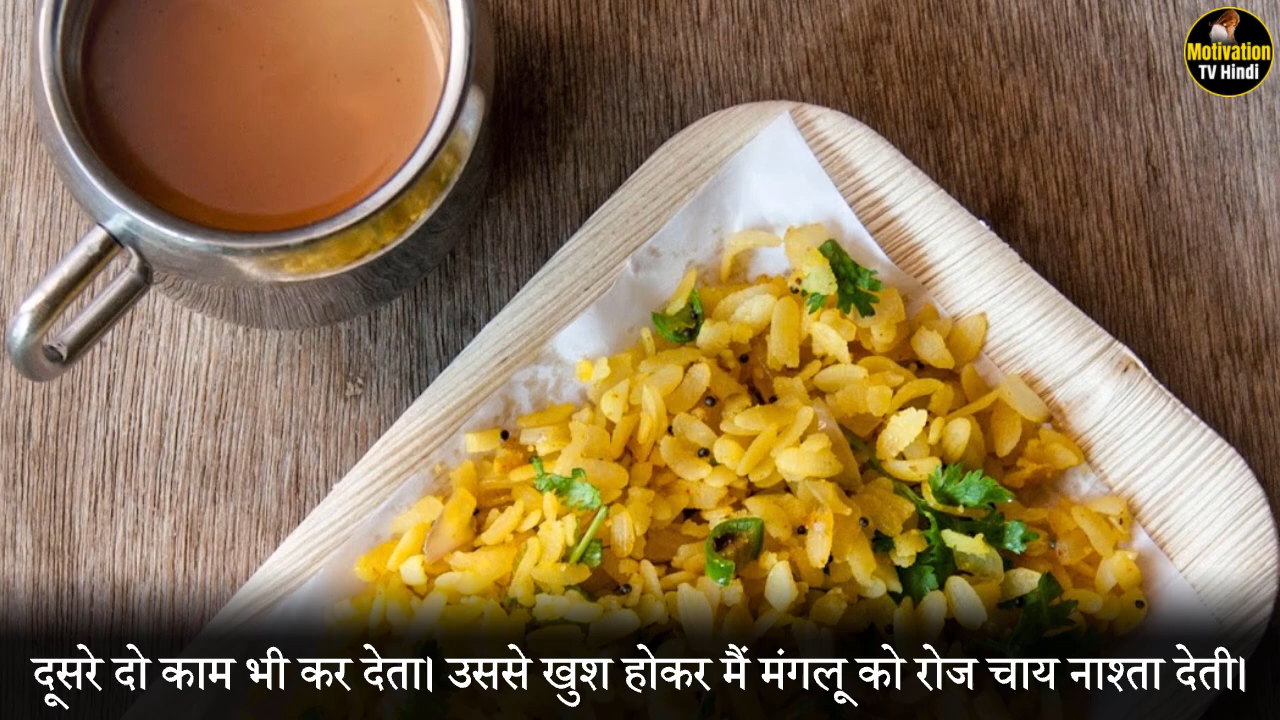 Motivation
TV Hindi
दूसरे दो काम भी कर देता। उससे खुश होकर मैं मंगलू को रोज चाय नाश्ता देती।